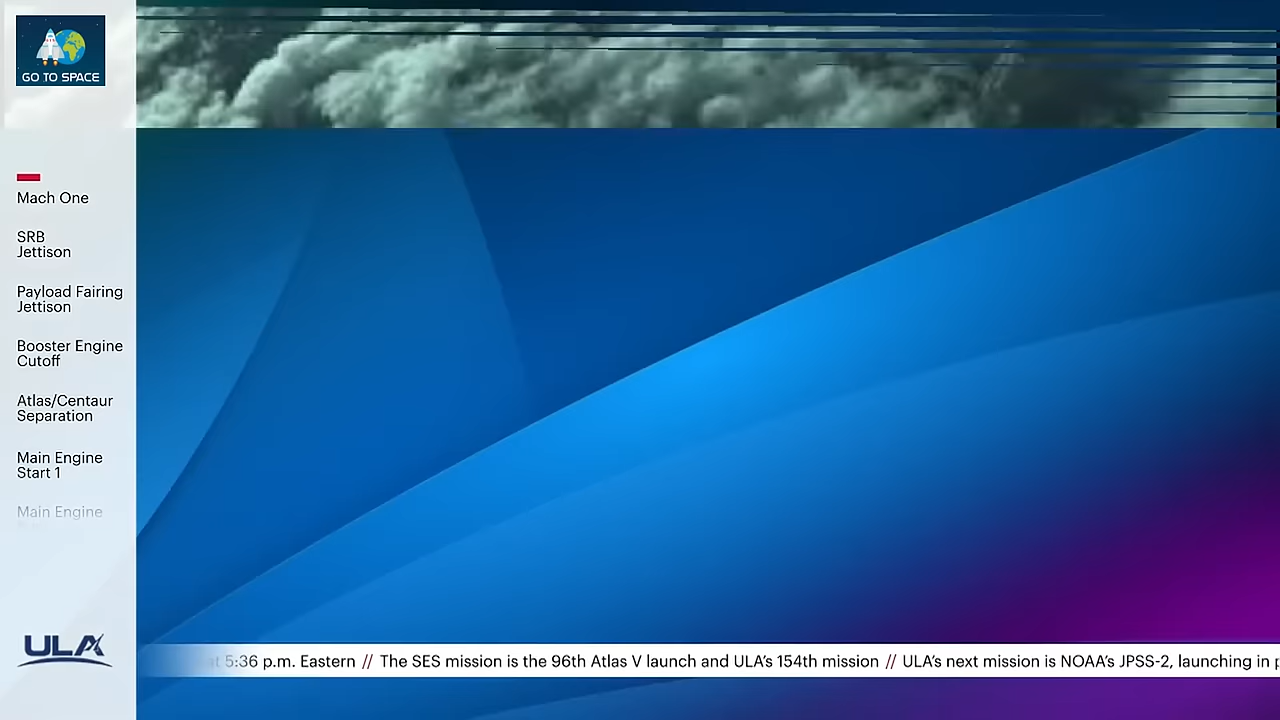 GO TO SPACE
Mach One
SRB
Jettison
Payload Fairing
Jettison
Booster Engine
Cutoff
Atlas/Centaur
Separation
Main Engine
Start 1
Main Engine
ULA
at 5:36 p.m. Eastern // The SES mission is the 96th Atlas V launch and ULA's 154th mission // ULA's next mission is NOAA's JPSS-2, launching in